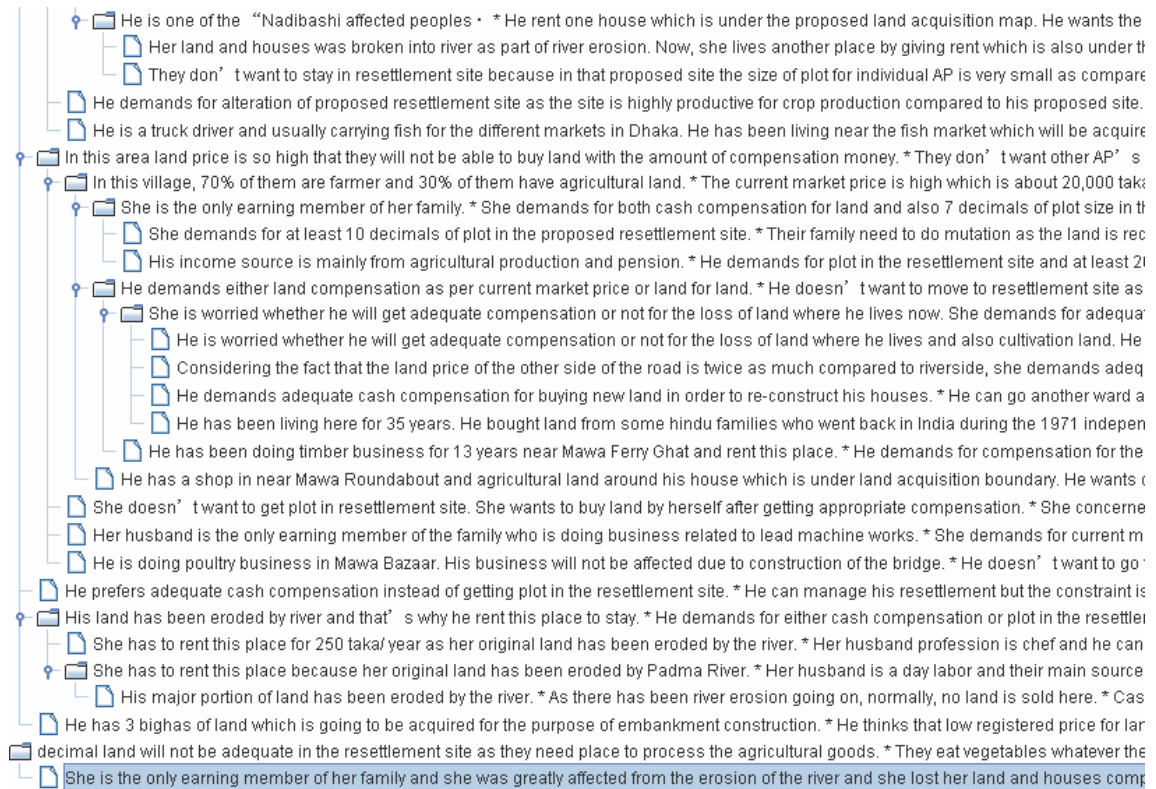 He is one of the “Nadibashi affected peoples・ * He rent one house which is under the proposed land acquisition map. He wants the
Her land and houses was broken into river as part of river erosion. Now, she lives another place by giving rent which is also under th
They don’ t want to stay in resettlement site because in that proposed site the size of plot for individual AP is very small as compare
He demands for alteration of proposed resettlement site as the site is highly productive for crop production compared to his proposed site.
He is a truck driver and usually carrying fish for the different markets in Dhaka. He has been living near the fish market which will be acquire
In this area land price is so high that they will not be able to buy land with the amount of compensation money. * They don’ t want other AP’ s
In this village, 70% of them are farmer and 30% of them have agricultural land. * The current market price is high which is about 20,000 taka
She is the only earning member of her family. * She demands for both cash compensation for land and also 7 decimals of plot size in th
She demands for at least 10 decimals of plot in the proposed resettlement site. * Their family need to do mutation as the land is rec
His income source is mainly from agricultural production and pension. * He demands for plot in the resettlement site and at least 20
He demands either land compensation as per current market price or land for land. * He doesn’ t want to move to resettlement site as
She is worried whether he will get adequate compensation or not for the loss of land where he lives now. She demands for adequa
He is worried whether he will get adequate compensation or not for the loss of land where he lives and also cultivation land. He
Considering the fact that the land price of the other side of the road is twice as much compared to riverside, she demands adeq
He demands adequate cash compensation for buying new land in order to re-construct his houses. * He can go another ward a
He has been living here for 35 years. He bought land from some hindu families who went back in India during the 1971 indepen
He has been doing timber business for 13 years near Mawa Ferry Ghat and rent this place. * He demands for compensation for the
He has a shop in near Mawa Roundabout and agricultural land around his house which is under land acquisition boundary. He wants
She doesn’ t want to get plot in resettlement site. She wants to buy land by herself after getting appropriate compensation. * She concerne
Her husband is the only earning member of the family who is doing business related to lead machine works. * She demands for current m
He is doing poultry business in Mawa Bazaar. His business will not be affected due to construction of the bridge. * He doesn’ t want to go
He prefers adequate cash compensation instead of getting plot in the resettlement site. * He can manage his resettlement but the constraint is
His land has been eroded by river and that’ s why he rent this place to stay. * He demands for either cash compensation or plot in the resettler
She has to rent this place for 250 taka/ year as her original land has been eroded by the river. * Her husband profession is chef and he can
She has to rent this place because her original land has been eroded by Padma River. * Her husband is a day labor and their main source
His major portion of land has been eroded by the river. * As there has been river erosion going on, normally, no land is sold here. * Cas
He has 3 bighas of land which is going to be acquired for the purpose of embankment construction. * He thinks that low registered price for lar
decimal land will not be adequate in the resettlement site as they need place to process the agricultural goods. * They eat vegetables whatever the
She is the only earning member of her family and she was greatly affected from the erosion of the river and she lost her land and houses comp